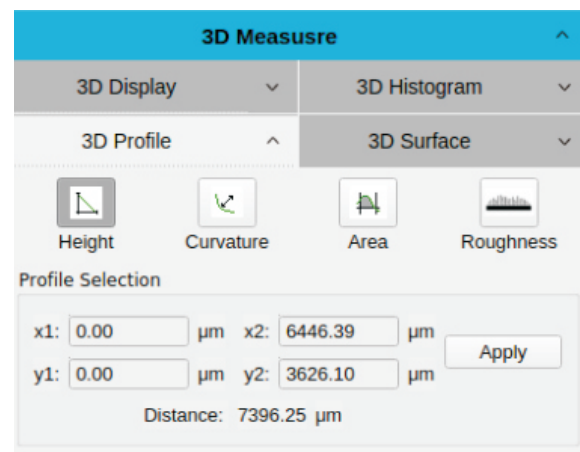 3D Measusre
3D Display 3D Histogram
3D Profile 3D Surface
Height Curvature Area Roughness
Profile Selection
x1: 0.00 µm x2: 6446.39 µm
Apply
y1: 0.00 µm y2: 3626.10 µm
Distance: 7396.25 µm